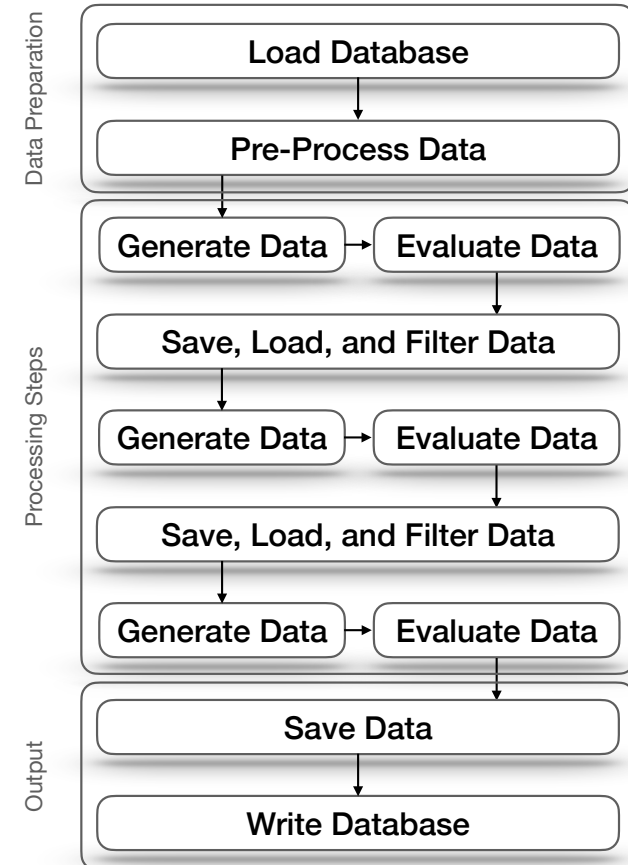 Data Preparation
Load Database
Pre-Process Data
Processing Steps
Generate Data
Evaluate Data
Save, Load, and Filter Data
Generate Data
Evaluate Data
Save, Load, and Filter Data
Generate Data
Evaluate Data
Output
Save Data
Write Database